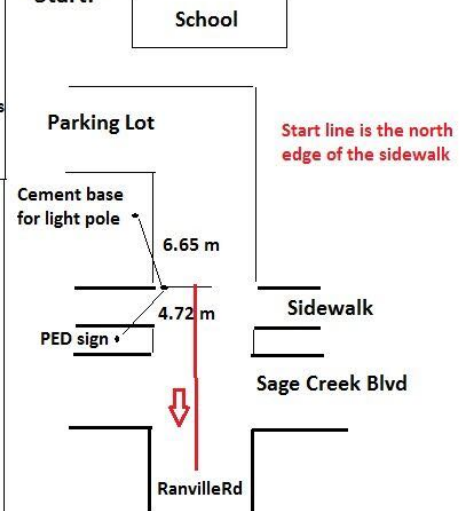 Start:
School
s
Parking Lot
Start line is the north
edge of the sidewalk
Cement base
for light pole
6.65 m
4.72 m
Sidewalk
PED sign
Sage Creek Blvd
RanvilleRd